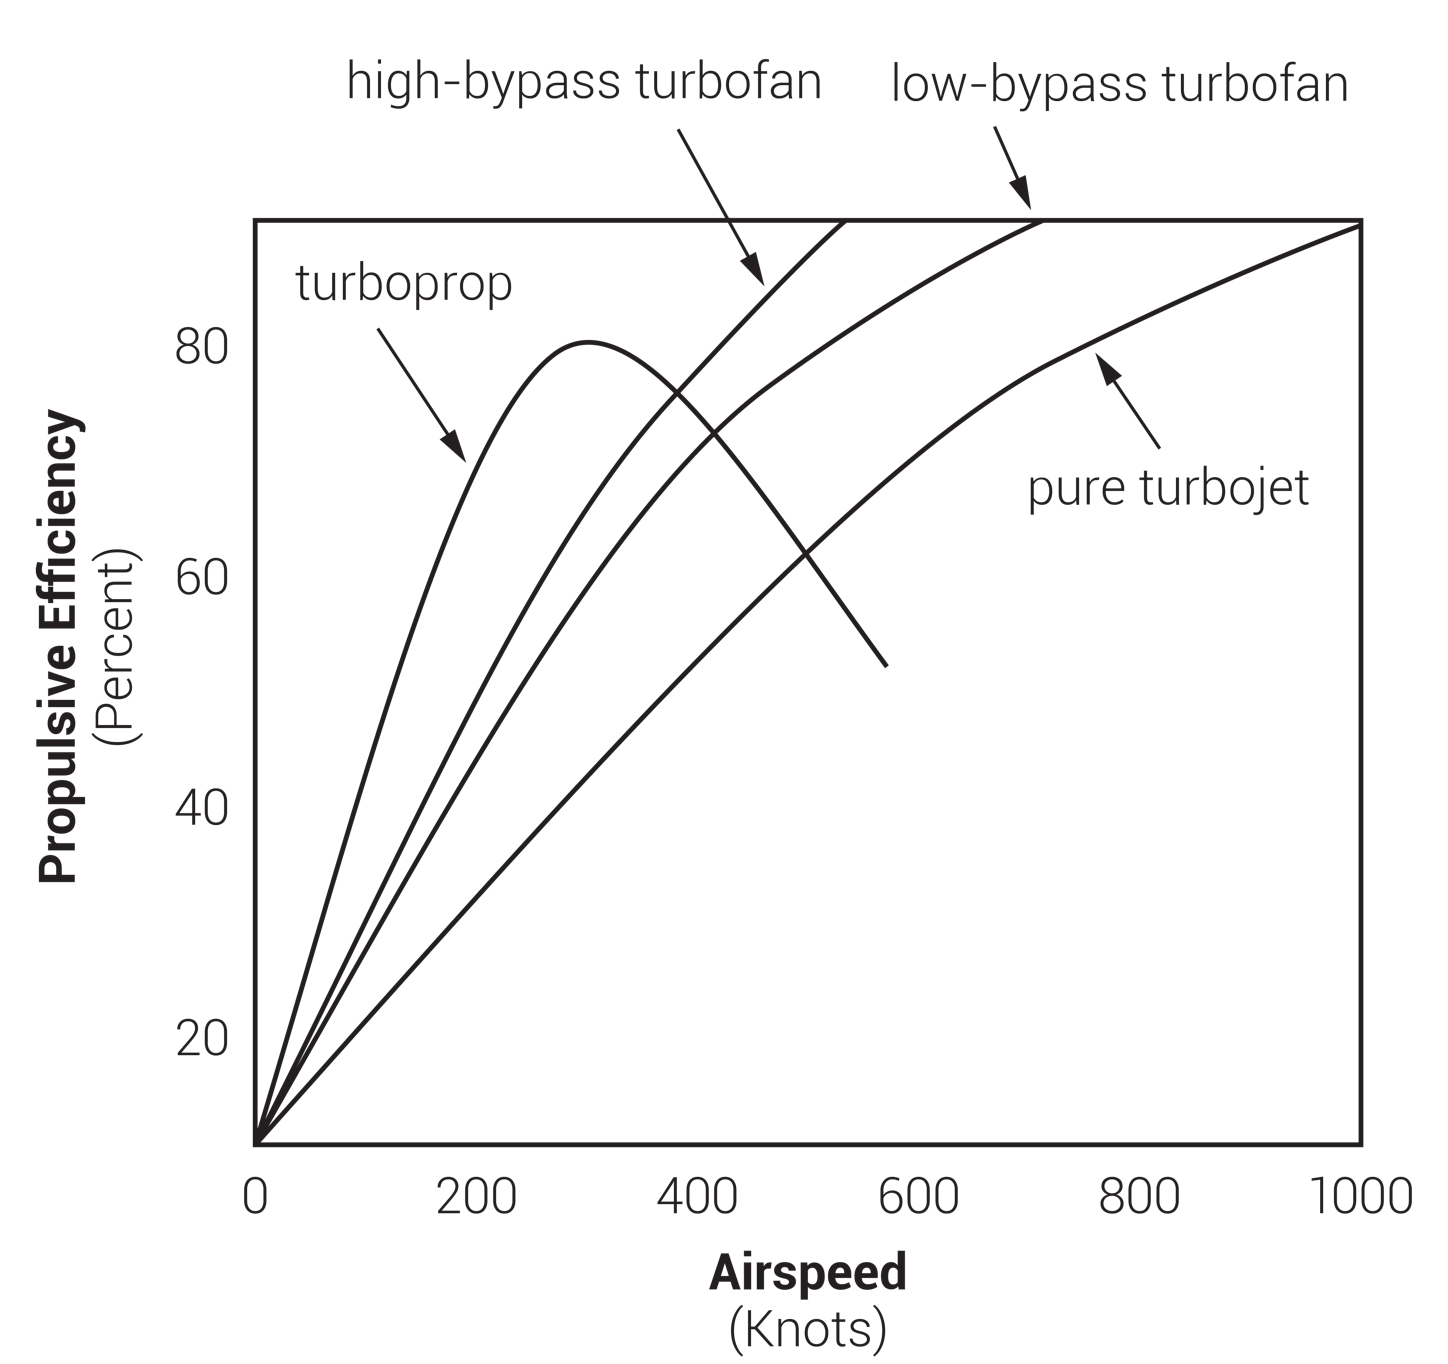 high-bypass turbofan
low-bypass turbofan
turboprop
pure turbojet
Propulsive Efficiency
(Percent)
80
60
40
20
0 200 400 600 800 1000
Airspeed
(Knots)